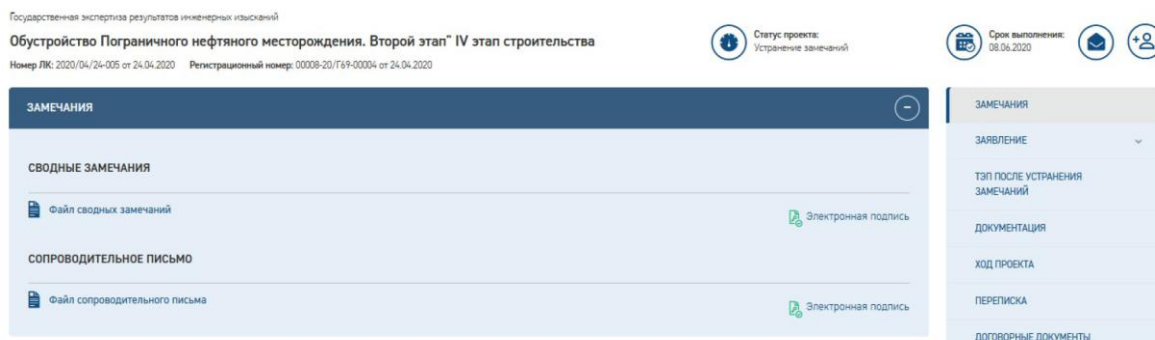 Государственная экспертиза результатов инженерных изысканий
Обустройство Пограничного нефтяного месторождения. Второй этап" IV этап строительства
Номер ЛК: 2020/04/24-005 от 24.04.2020 Регистрационный номер: 00008-20/Г69-00004 от 24.04.2020
Статус проекта:
Устранение замечаний
Срок выполнения:
08.06.2020
ЗАМЕЧАНИЯ
СВОДНЫЕ ЗАМЕЧАНИЯ
Файл сводных замечаний
Электронная подпись
СОПРОВОДИТЕЛЬНОЕ ПИСЬМО
Файл сопроводительного письма
Электронная подпись
ЗАМЕЧАНИЯ
ЗАЯВЛЕНИЕ
ТЭП ПОСЛЕ УСТРАНЕНИЯ
ЗАМЕЧАНИЙ
ДОКУМЕНТАЦИЯ
ХОД ПРОЕКТА
ПЕРЕПИСКА
ДОГОВОРНЫЕ ДОКУМЕНТЫ